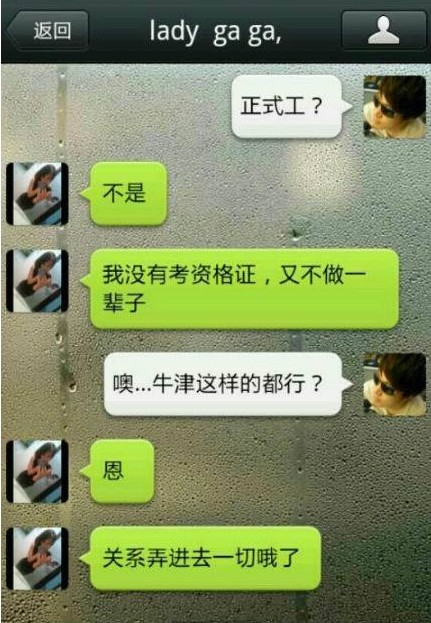 返回
lady ga ga,
正式工？
不是
我没有考资格证，又不做一
辈子
噢...牛津这样的都行？
恩
关系弄进去一切哦了